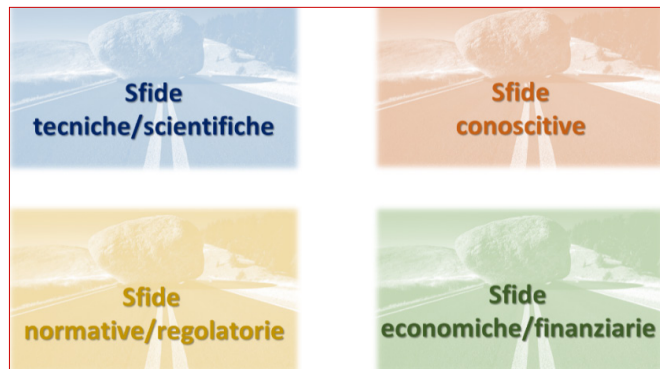 Sfide
tecniche/scientifiche
Sfide
conoscitive
Sfide
normative/regolatorie
Sfide
economiche/finanziarie